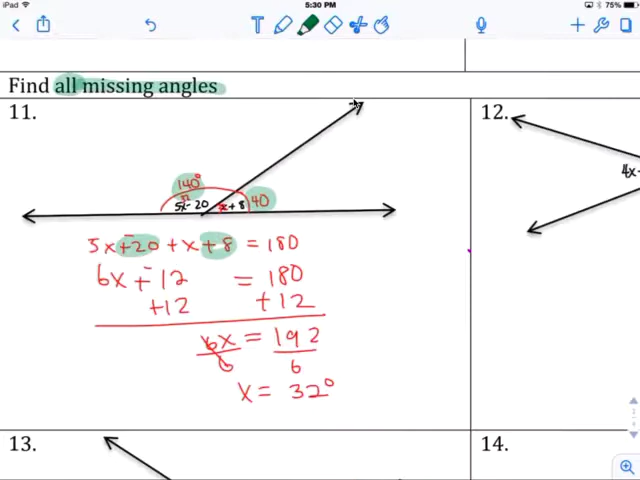 iPad
5:30 PM
75%
Find all missing angles
11.
12.
140°
5x - 20
x + 8
40
4x-
5x + -20 + x + 8 = 180
6x + -12 = 180
+12 +12
6x = 192
6 6
x = 32°
13.
14.